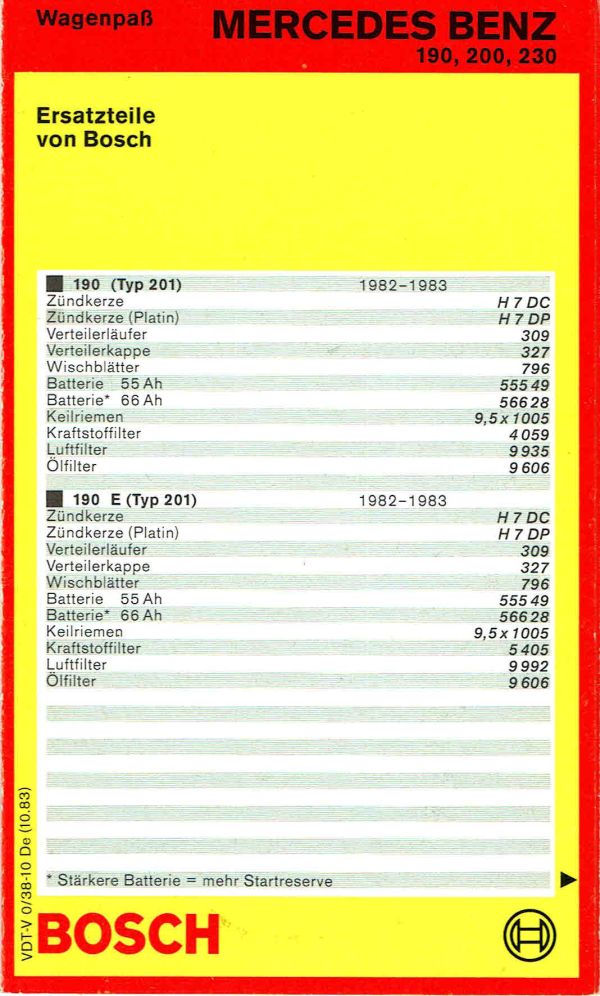 Wagenpaß MERCEDES BENZ
190, 200, 230
Ersatzteile
von Bosch
190 (Typ 201) 1982–1983
Zündkerze H 7 DC
Zündkerze (Platin) H 7 DP
Verteilerläufer 309
Verteilerkappe 327
Wischblätter 796
Batterie 55 Ah 555 49
Batterie* 66 Ah 566 28
Keilriemen 9,5 x 1005
Kraftstoffilter 4 059
Luftfilter 9 935
Ölfilter 9 606
190 E (Typ 201) 1982–1983
Zündkerze H 7 DC
Zündkerze (Platin) H 7 DP
Verteilerläufer 309
Verteilerkappe 327
Wischblätter 796
Batterie 55 Ah 555 49
Batterie* 66 Ah 566 28
Keilriemen 9,5 x 1005
Kraftstoffilter 5 405
Luftfilter 9 992
Ölfilter 9 606
* Stärkere Batterie = mehr Startreserve
VDT-V 0/38-10 De (10.83)
BOSCH